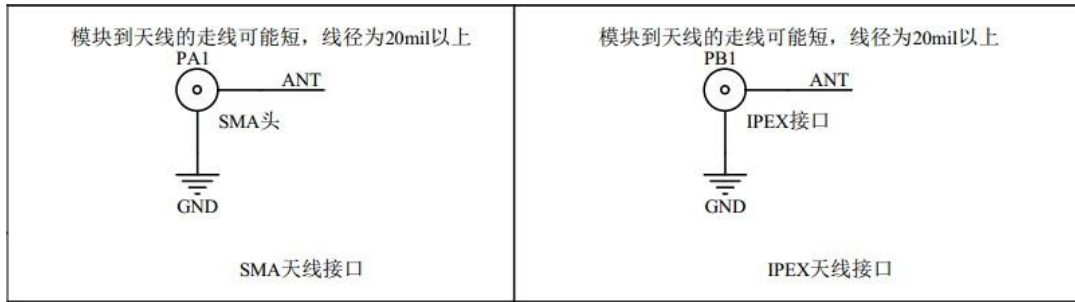 模块到天线的走线可能短，线径为20mil以上
PA1
ANT
SMA头
GND
SMA天线接口
模块到天线的走线可能短，线径为20mil以上
PB1
ANT
IPEX接口
GND
IPEX天线接口